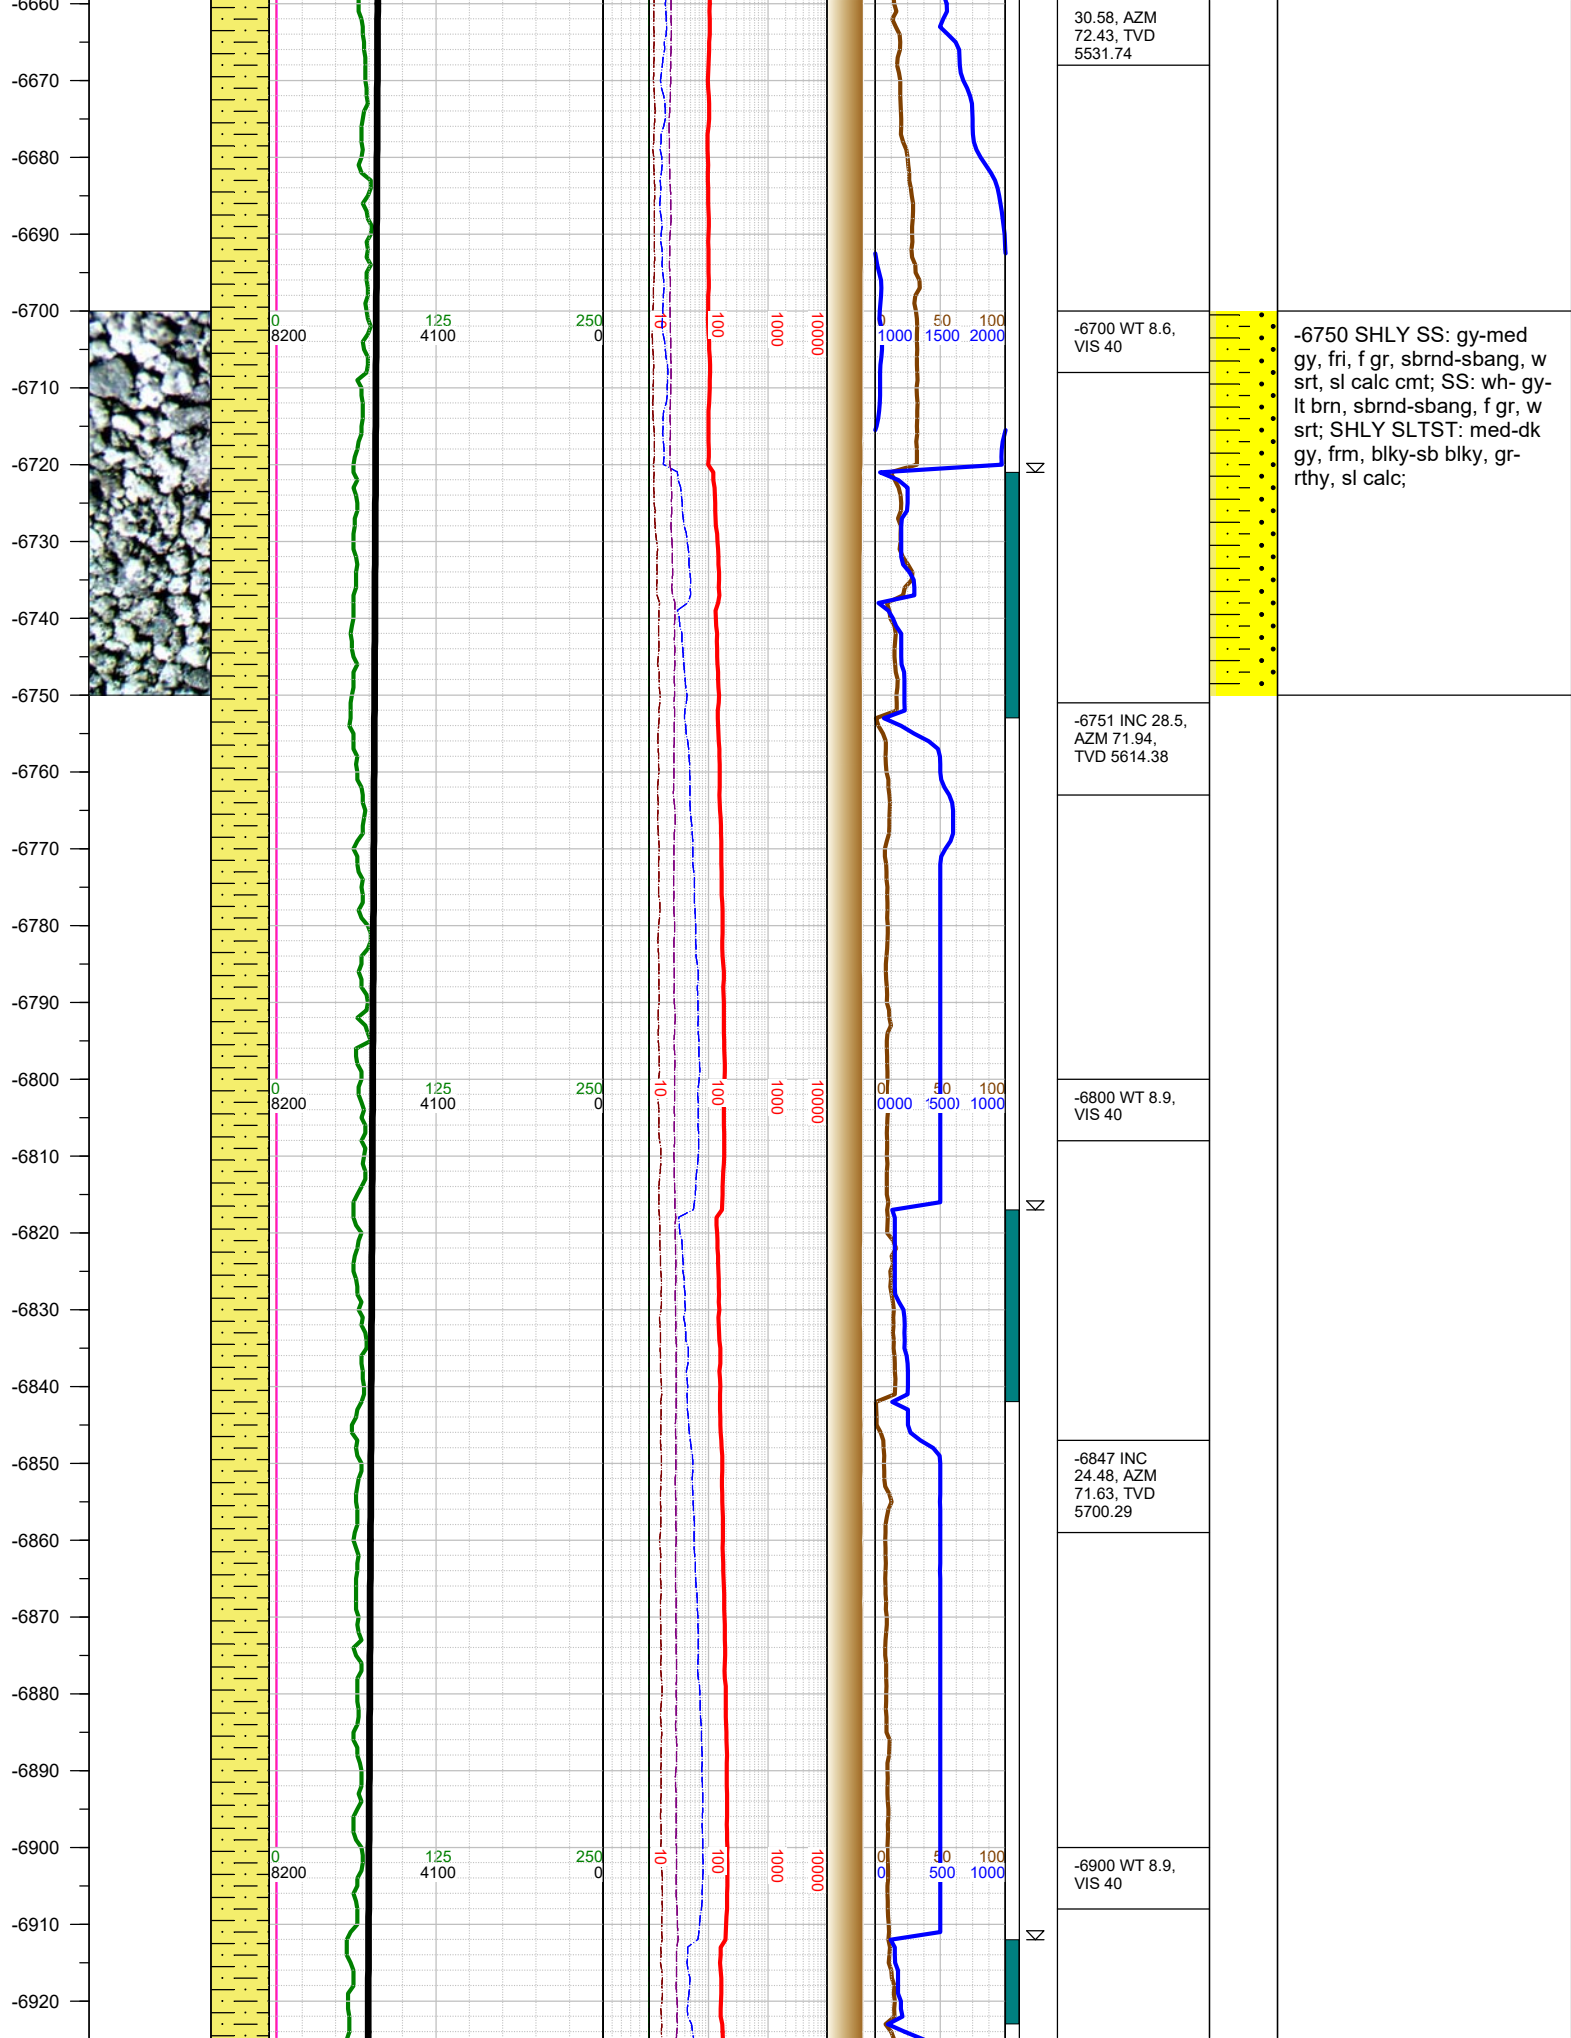 -6660
30.58, AZM
72.43, TVD
5531.74
-6670
-6680
-6690
-6700
0 125 250
8200 4100 0
10 100 1000 10000
0 50 100
1000 1500 2000
-6700 WT 8.6,
VIS 40
-6750 SHLY SS: gy-med
gy, fri, f gr, sbrnd-sbang, w
srt, sl calc cmt; SS: wh- gy-
lt brn, sbrnd-sbang, f gr, w
srt; SHLY SLTST: med-dk
gy, frm, blky-sb blky, gr-
rthy, sl calc;
-6710
-6720
-6730
-6740
-6750
-6751 INC 28.5,
AZM 71.94,
TVD 5614.38
-6760
-6770
-6780
-6790
-6800
0 125 250
8200 4100 0
10 100 1000 10000
0 50 100
1000
-6800 WT 8.9,
VIS 40
-6810
-6820
-6830
-6840
-6847 INC
24.48, AZM
71.63, TVD
5700.29
-6850
-6860
-6870
-6880
-6890
-6900
0 125 250
8200 4100 0
10 100 1000 10000
0 50 100
0 500 1000
-6900 WT 8.9,
VIS 40
-6910
-6920